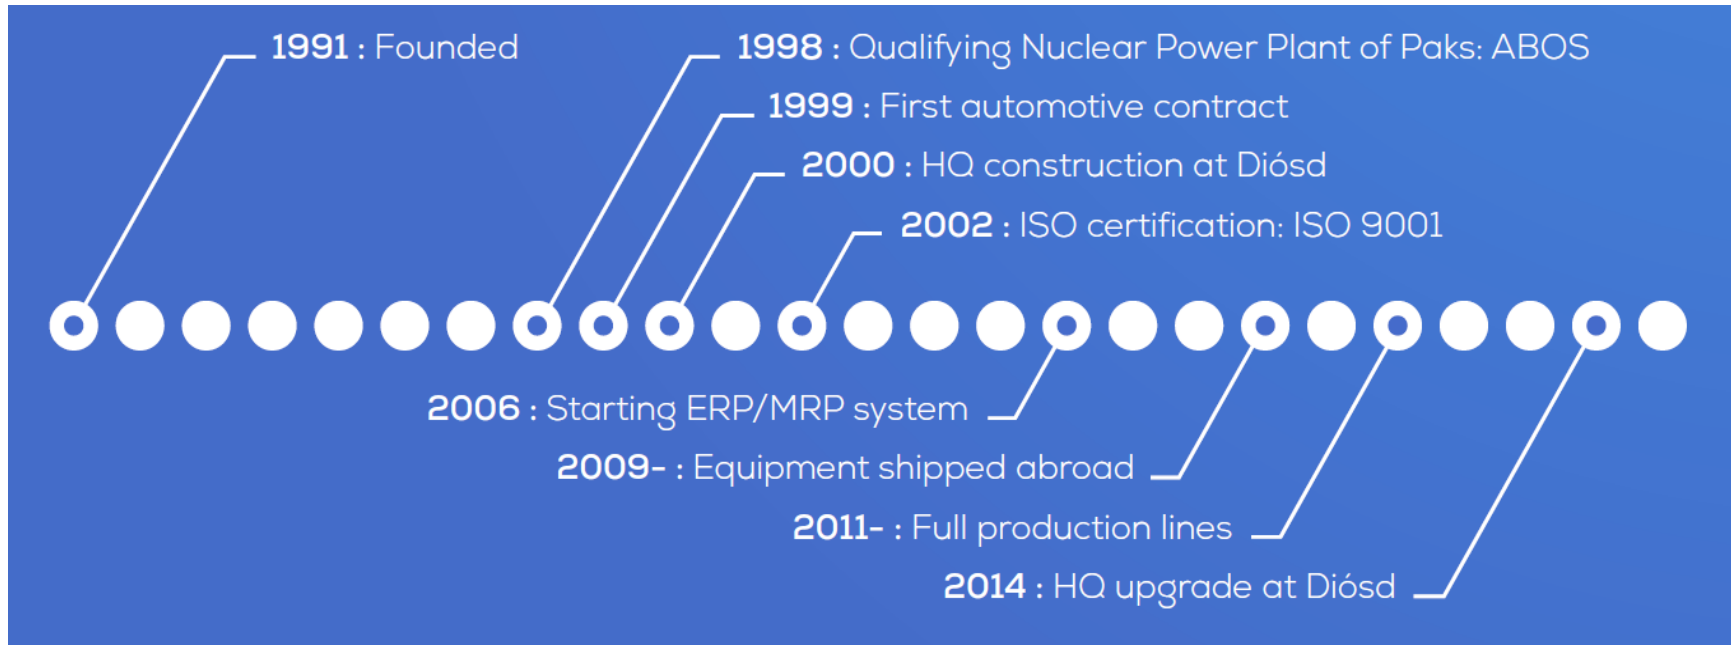 1991 : Founded
1998 : Qualifying Nuclear Power Plant of Paks: ABOS
1999 : First automotive contract
2000 : HQ construction at Diósd
2002 : ISO certification: ISO 9001
2006 : Starting ERP/MRP system
2009- : Equipment shipped abroad
2011- : Full production lines
2014 : HQ upgrade at Diósd